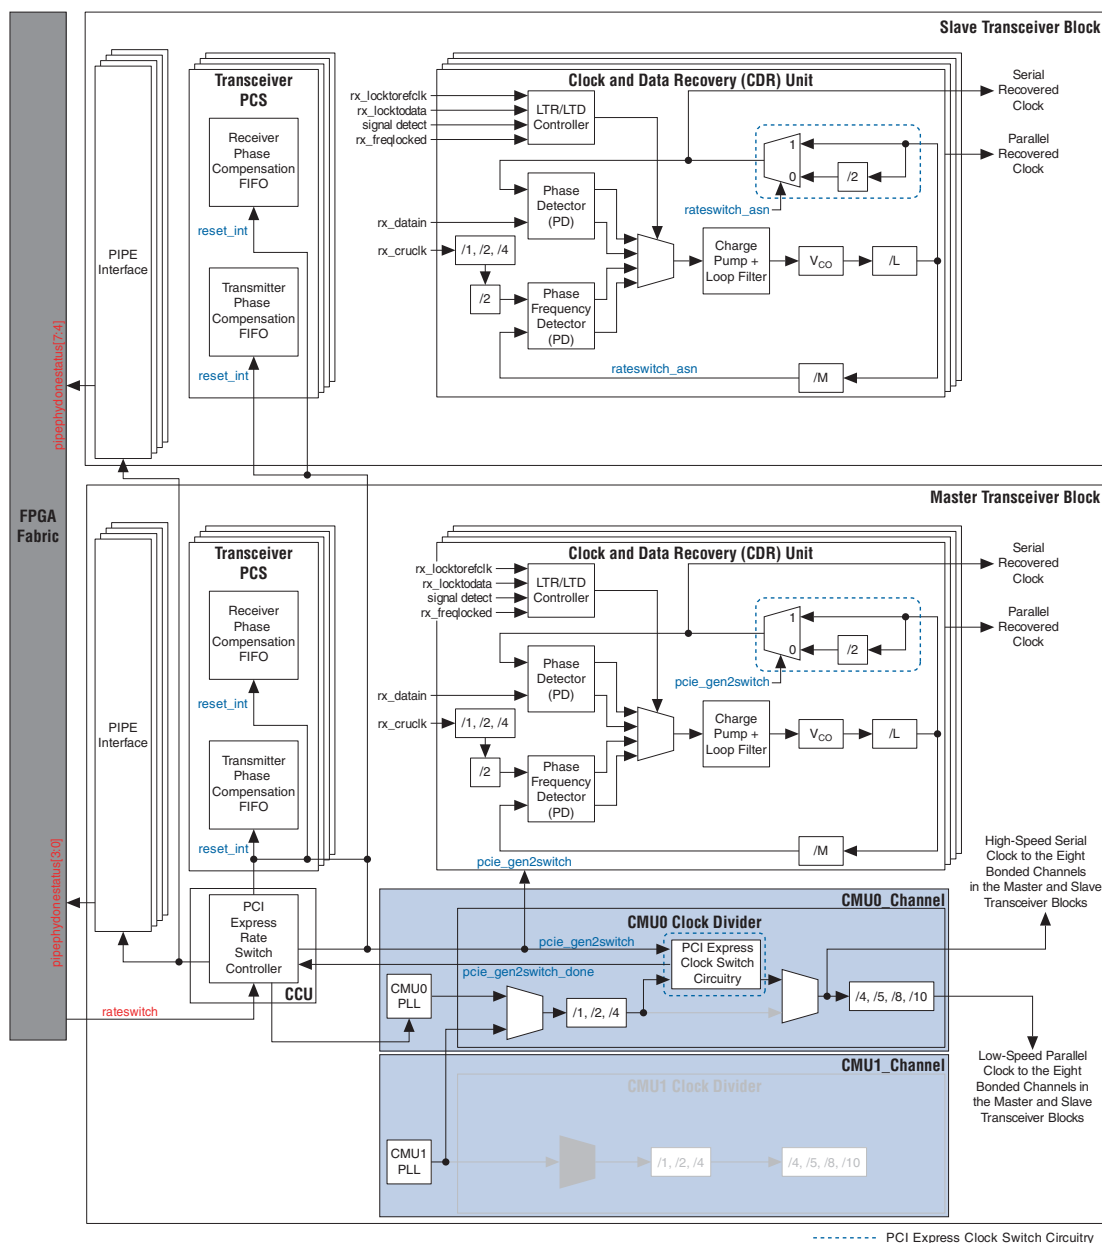 Slave Transceiver Block
Transceiver
PCS
Receiver
Phase
Compensation
FIFO
reset_int
Transmitter
Phase
Compensation
FIFO
reset_int
PIPE
Interface
pipephydonestatus[7:4]
FPGA
Fabric
Clock and Data Recovery (CDR) Unit
rx_locktorefclk
rx_locktodata
signal detect
rx_freqlocked
LTR/LTD
Controller
Serial
Recovered
Clock
Parallel
Recovered
Clock
1
0
/2
rateswitch_asn
rx_datain
rx_cruclk
/1, /2, /4
/2
Phase
Detector
(PD)
Phase
Frequency
Detector
(PD)
Charge
Pump +
Loop Filter
VCO
/L
rateswitch_asn
/M
Master Transceiver Block
Transceiver
PCS
Receiver
Phase
Compensation
FIFO
reset_int
Transmitter
Phase
Compensation
FIFO
reset_int
PIPE
Interface
pipephydonestatus[3:0]
Clock and Data Recovery (CDR) Unit
rx_locktorefclk
rx_locktodata
signal detect
rx_freqlocked
LTR/LTD
Controller
Serial
Recovered
Clock
Parallel
Recovered
Clock
1
0
/2
pcie_gen2switch
rx_datain
rx_cruclk
/1, /2, /4
/2
Phase
Detector
(PD)
Phase
Frequency
Detector
(PD)
Charge
Pump +
Loop Filter
VCO
/L
/M
pcie_gen2switch
High-Speed Serial
Clock to the Eight
Bonded Channels
in the Master and Slave
Transceiver Blocks
PCI
Express
Rate
Switch
Controller
CCU
rateswitch
CMU0_Channel
CMU0 Clock Divider
pcie_gen2switch
pcie_gen2switch_done
PCI Express
Clock Switch
Circuitry
CMU0
PLL
/1, /2, /4
/4, /5, /8, /10
Low-Speed Parallel
Clock to the Eight
Bonded Channels in
the Master and Slave
Transceiver Blocks
CMU1_Channel
CMU1 Clock Divider
CMU1
PLL
/1, /2, /4
/4, /5, /8, /10
PCI Express Clock Switch Circuitry